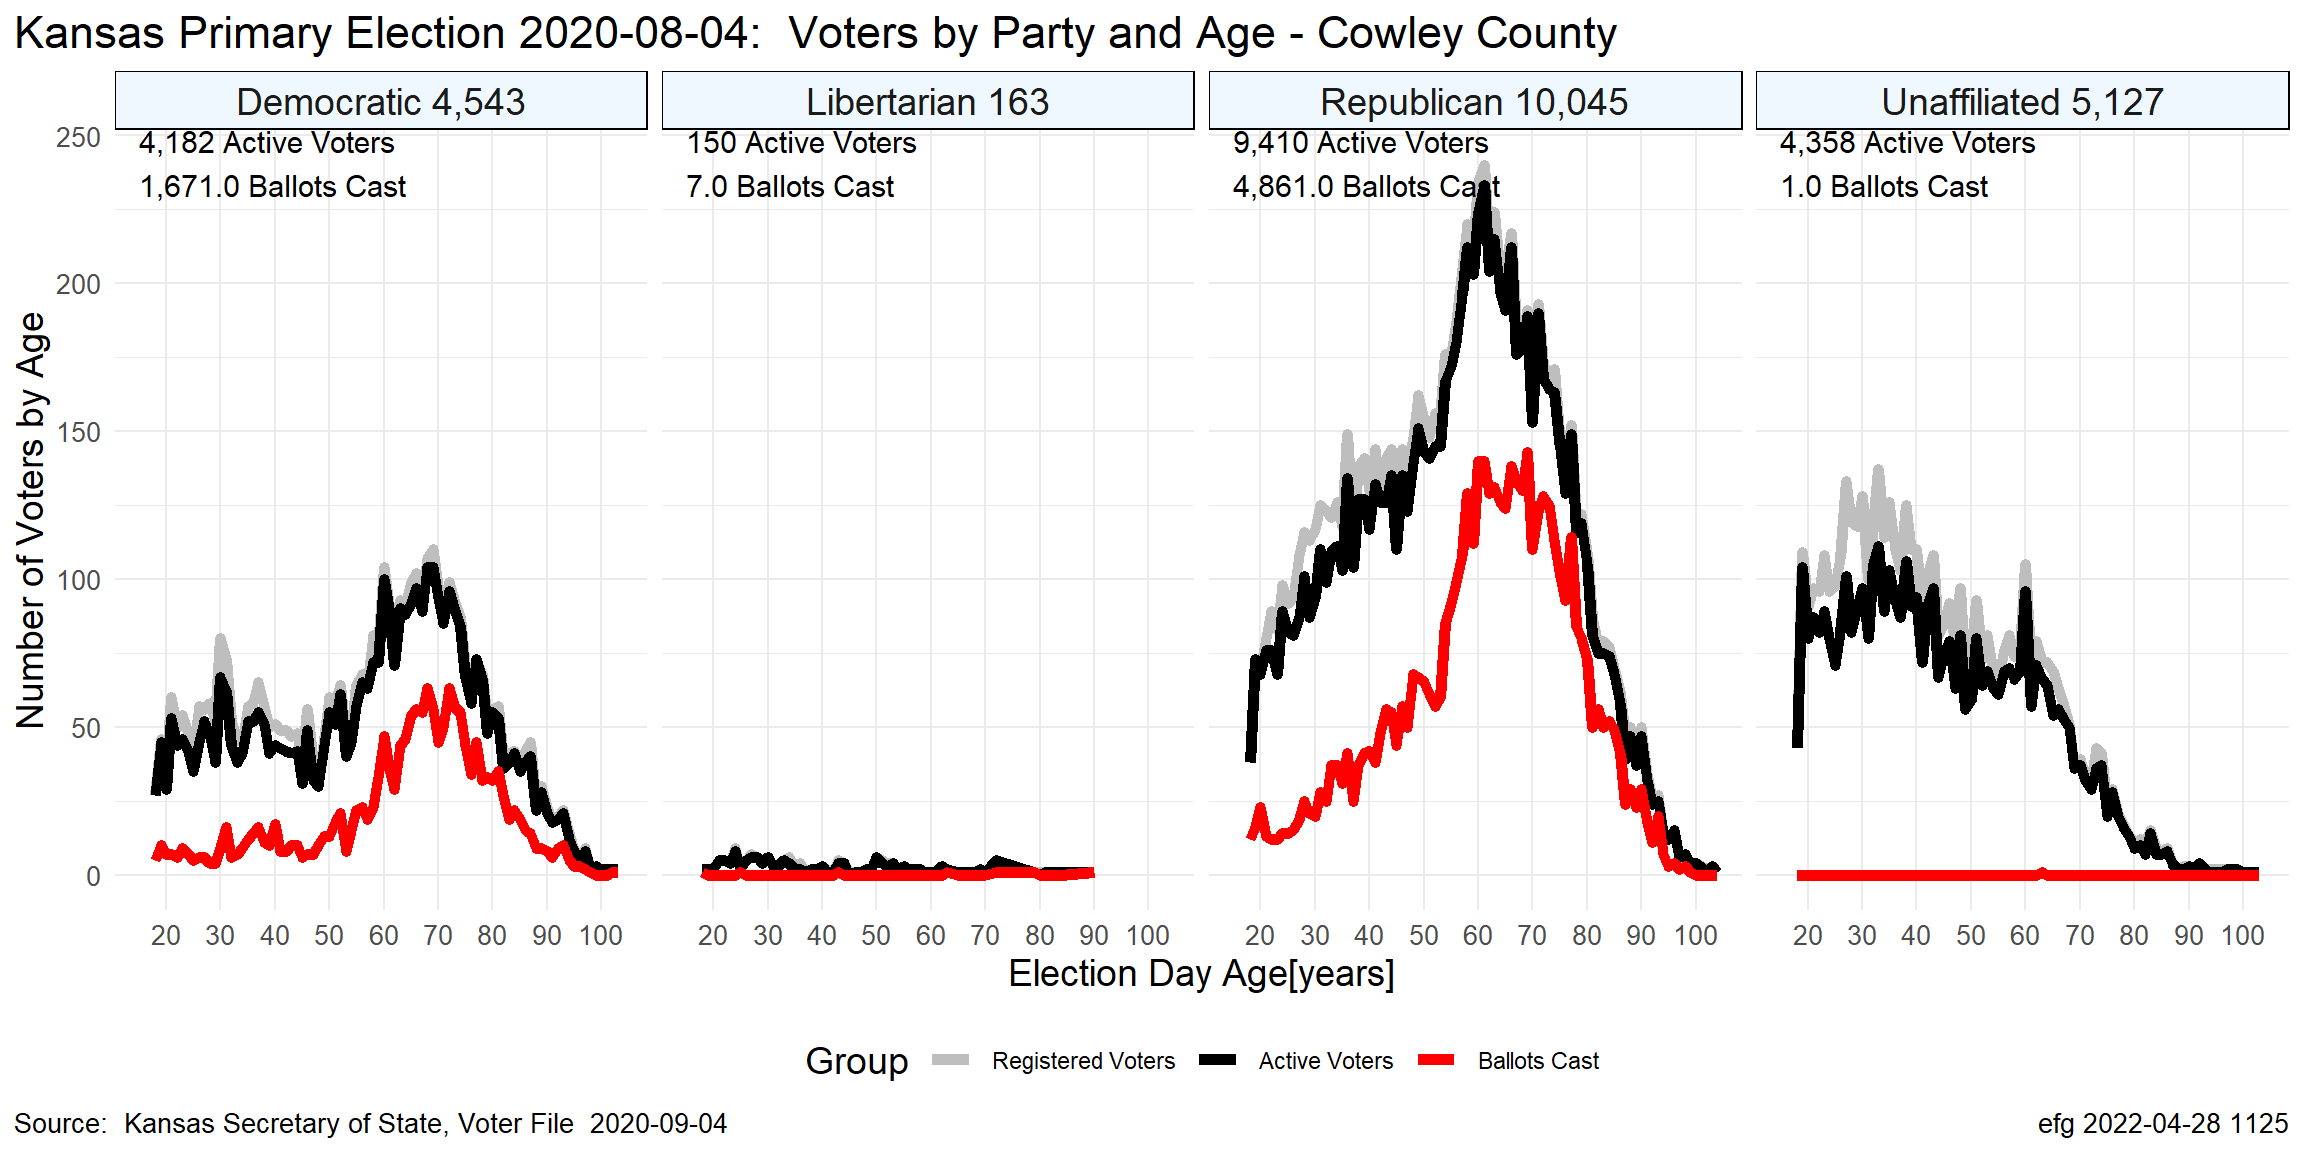 Kansas Primary Election 2020-08-04:  Voters by Party and Age - Cowley County
Democratic 4,543
Libertarian 163
Republican 10,045
Unaffiliated 5,127
4,182 Active Voters
1,671.0 Ballots Cast
150 Active Voters
7.0 Ballots Cast
9,410 Active Voters
4,861.0 Ballots Cast
4,358 Active Voters
1.0 Ballots Cast
Number of Voters by Age
250
200
150
100
50
0
20 30 40 50 60 70 80 90 100
20 30 40 50 60 70 80 90 100
20 30 40 50 60 70 80 90 100
20 30 40 50 60 70 80 90 100
Election Day Age[years]
Group Registered Voters Active Voters Ballots Cast
Source:  Kansas Secretary of State, Voter File  2020-09-04
efg 2022-04-28 1125